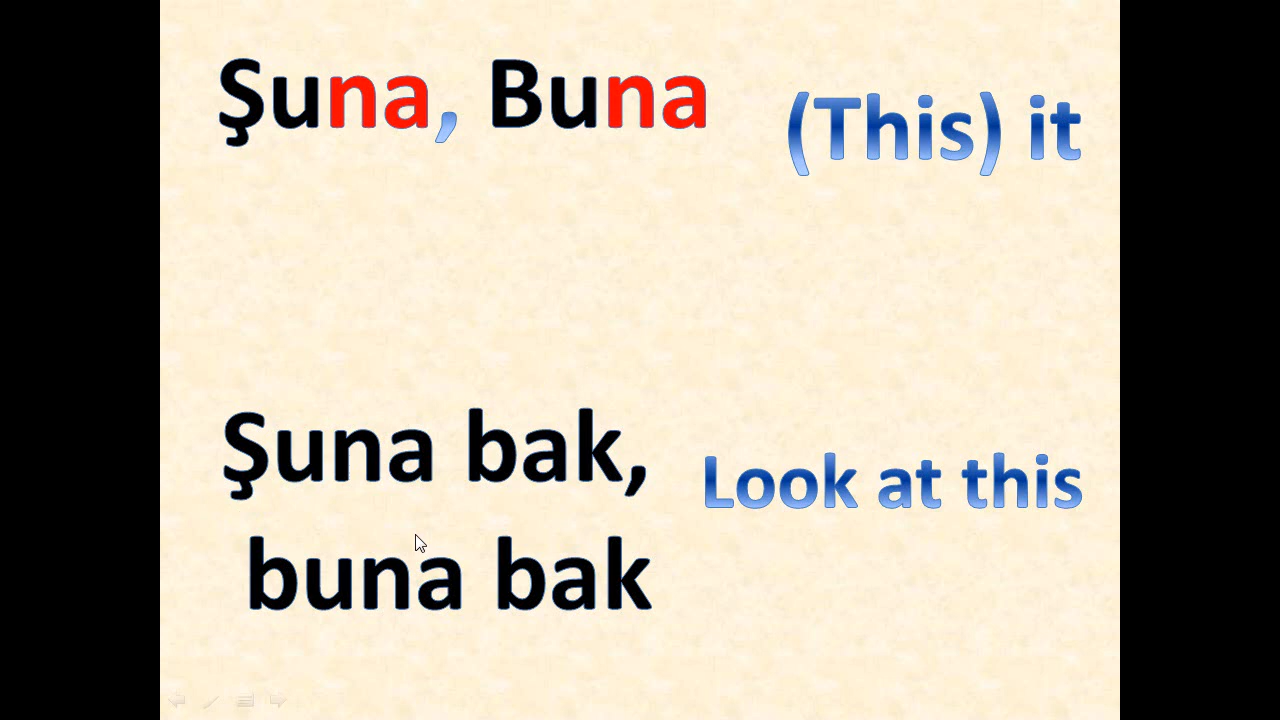 Şuna, Buna
(This) it
Şuna bak,
Look at this
buna bak